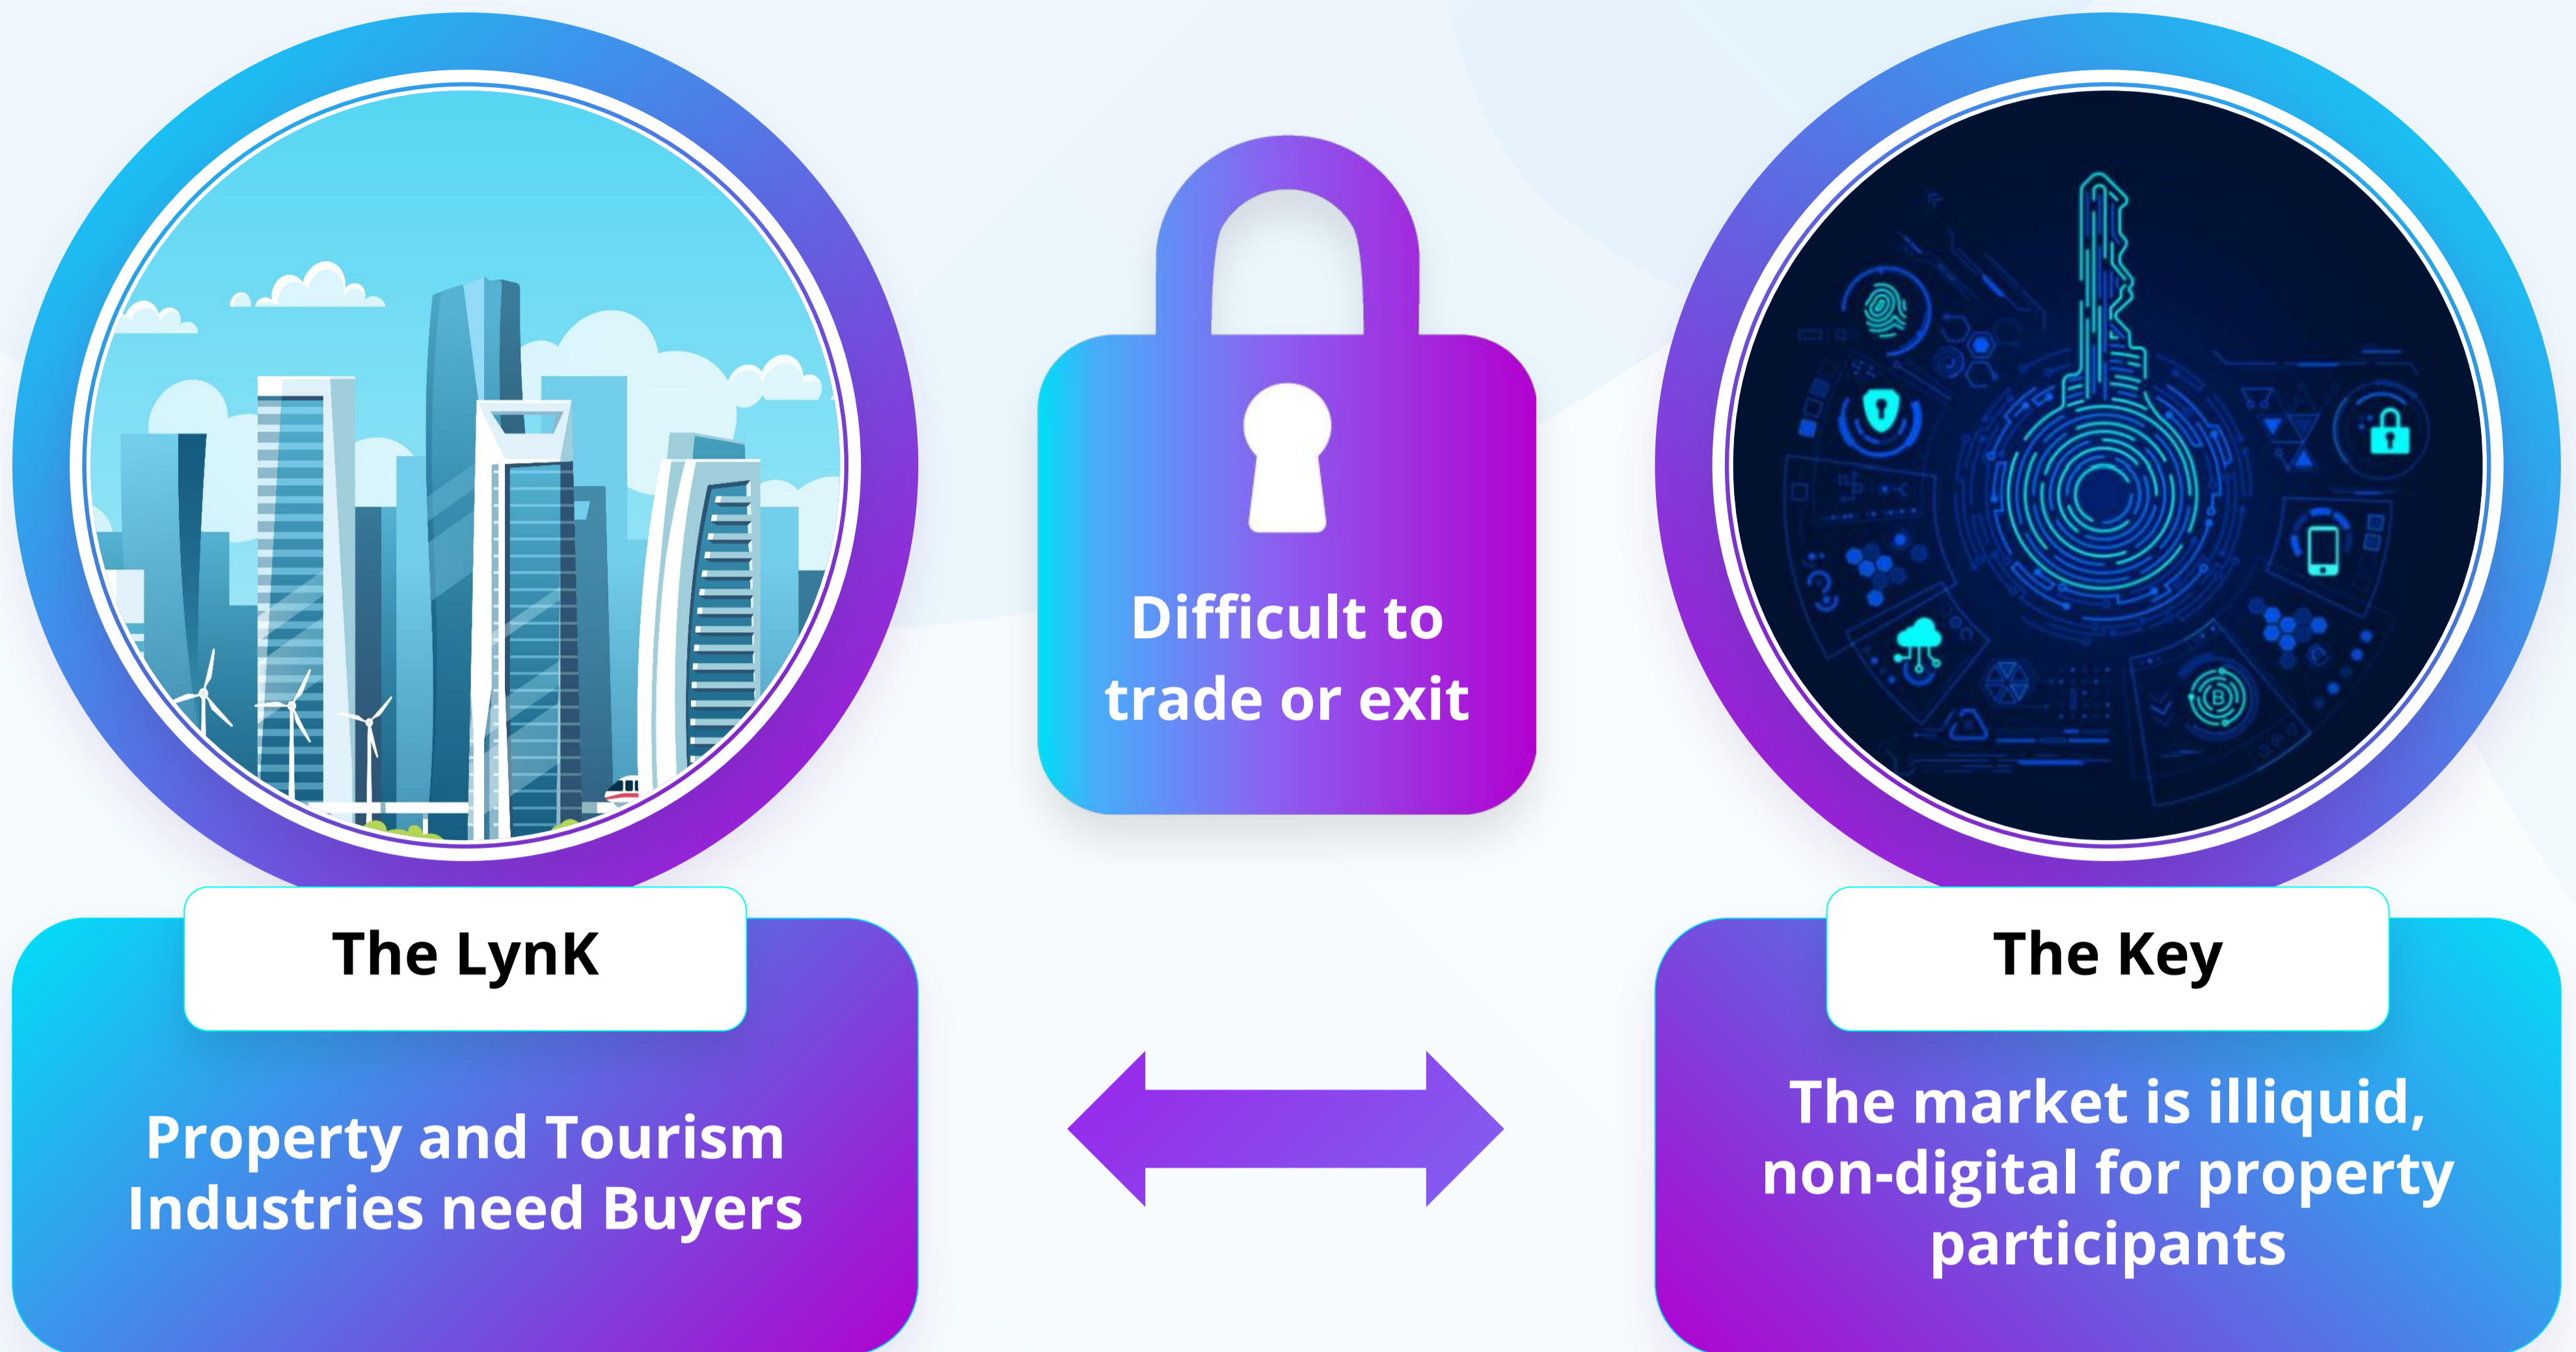 Difficult to
trade or exit
The LynK
Property and Tourism
Industries need Buyers
The Key
The market is illiquid,
non-digital for property
participants